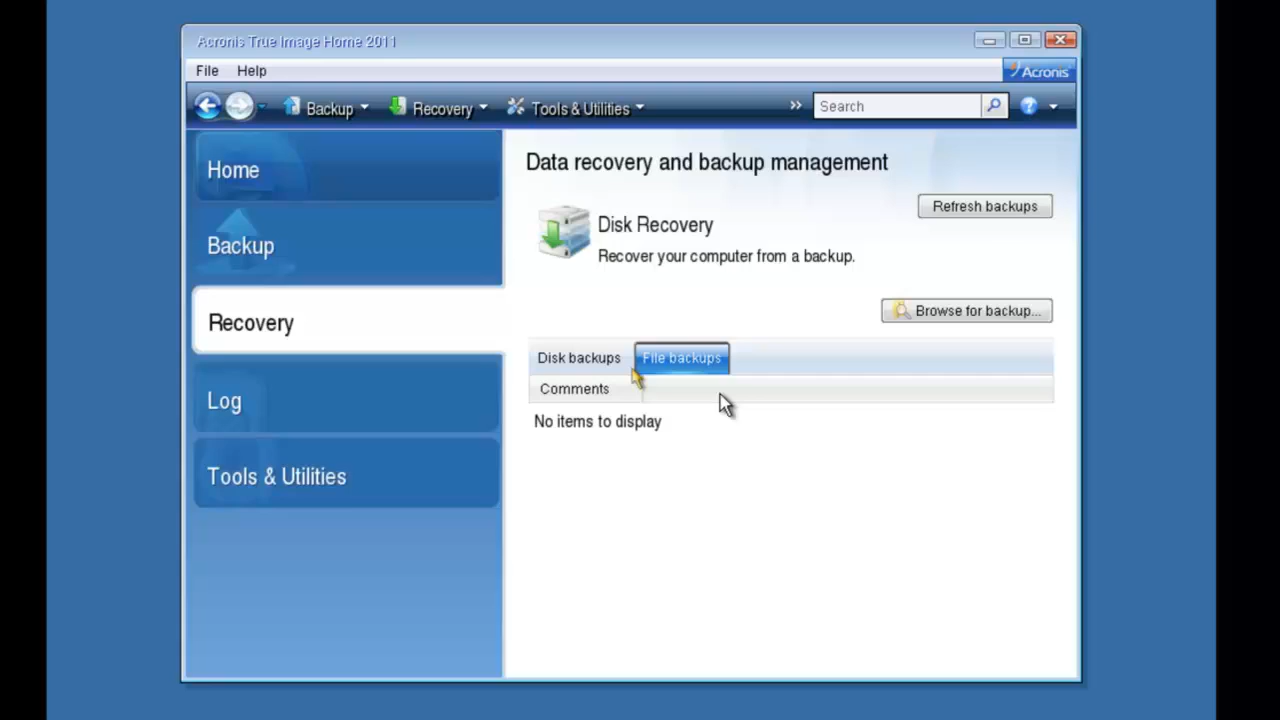 Acronis True Image Home 2011
File Help
Acronis
Backup Recovery Tools & Utilities » Search ?
Home
Backup
Recovery
Log
Tools & Utilities
Data recovery and backup management
Refresh backups
Disk Recovery
Recover your computer from a backup.
Browse for backup...
Disk backups File backups
Comments
No items to display